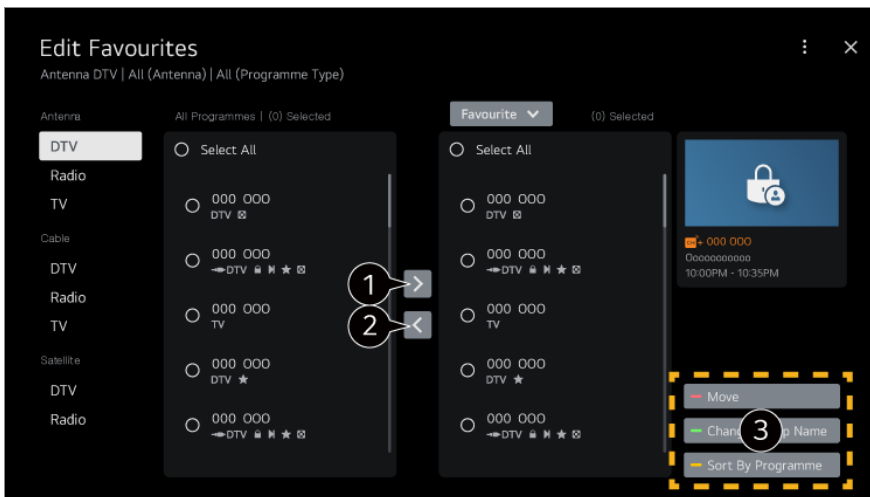 Edit Favourites
Antenna DTV | All (Antenna) | All (Programme Type)
Antenna
DTV
Radio
TV
Cable
DTV
Radio
TV
Satellite
DTV
Radio
All Programmes | (0) Selected
Select All
000 000
DTV
000 000
DTV
000 000
TV
000 000
DTV
000 000
DTV
1
2
Favourite
(0) Selected
Select All
000 000
DTV
000 000
DTV
000 000
TV
000 000
DTV
000 000
DTV
+ 000 000
Ooooooooooo
10:00PM - 10:35PM
Move
3
Name
Sort By Programme